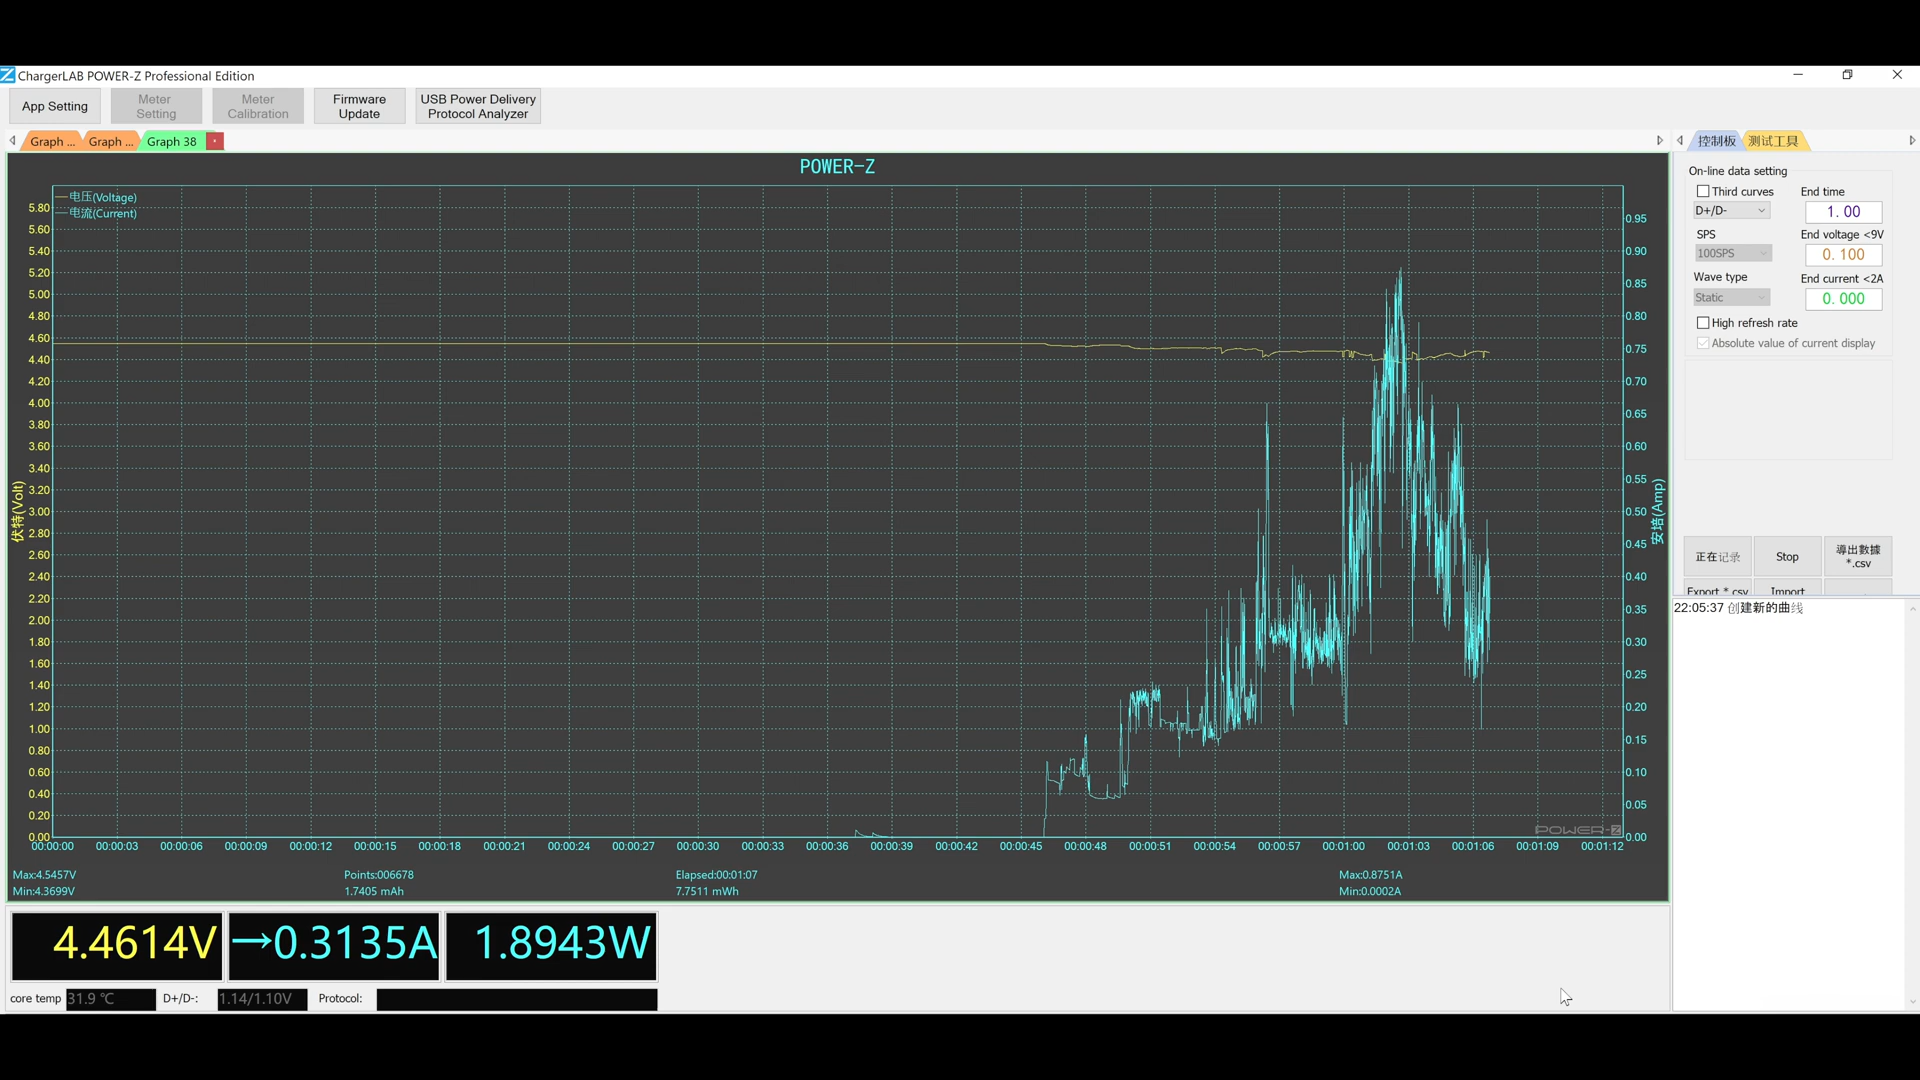 ChargerLAB POWER-Z Professional Edition
App Setting
Meter Setting
Meter Calibration
Firmware Update
USB Power Delivery Protocol Analyzer
Graph ...
Graph ...
Graph 38
POWER-Z
电压(Voltage)
电流(Current)
伏特(Volt)
5.80
5.60
5.40
5.20
5.00
4.80
4.60
4.40
4.20
4.00
3.80
3.60
3.40
3.20
3.00
2.80
2.60
2.40
2.20
2.00
1.80
1.60
1.40
1.20
1.00
0.80
0.60
0.40
0.20
0.00
安培(Amp)
0.95
0.90
0.85
0.80
0.75
0.70
0.65
0.60
0.55
0.50
0.45
0.40
0.35
0.30
0.25
0.20
0.15
0.10
0.05
0.00
POWER-Z
00:00:00 00:00:03 00:00:06 00:00:09 00:00:12 00:00:15 00:00:18 00:00:21 00:00:24 00:00:27 00:00:30 00:00:33 00:00:36 00:00:39 00:00:42 00:00:45 00:00:48 00:00:51 00:00:54 00:00:57 00:01:00 00:01:03 00:01:06 00:01:09 00:01:12
Max:4.5457V Points:006678 Elapsed:00:01:07 Max:0.8751A
Min:4.3699V 1.7405 mAh 7.7511 mWh Min:0.0002A
4.4614V →0.3135A 1.8943W
core temp 31.9 °C D+/D-: 1.14/1.10V Protocol:
控制板
测试工具
On-line data setting
Third curves End time
D+/D- 1.00
SPS End voltage <9V
100SPS 0.100
Wave type End current <2A
Static 0.000
High refresh rate
Absolute value of current display
正在记录
Stop
導出數據 *.csv
Export *.csv
Import
22:05:37 创建新的曲线